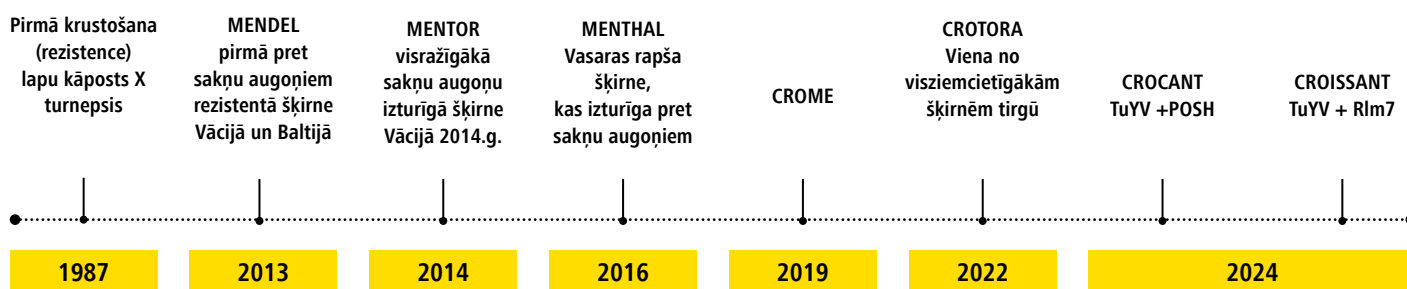 Pirmā krustošana
(rezistence)
lapu kāposts X
turnepsis
MENDEL
pirmā pret
sakņu augoņiem
rezistentā šķirne
Vācijā un Baltijā
MENTOR
visražīgākā
sakņu augoņu
izturīgā šķirne
Vācijā 2014.g.
MENTHAL
Vasaras rapša
šķirne,
kas izturīga pret
sakņu augoņiem
CROME
CROTORA
Viena no
visziemcietīgākām
šķirnēm tirgū
CROCANT
TuYV +POSH
CROISSANT
TuYV + Rlm7
1987
2013
2014
2016
2019
2022
2024